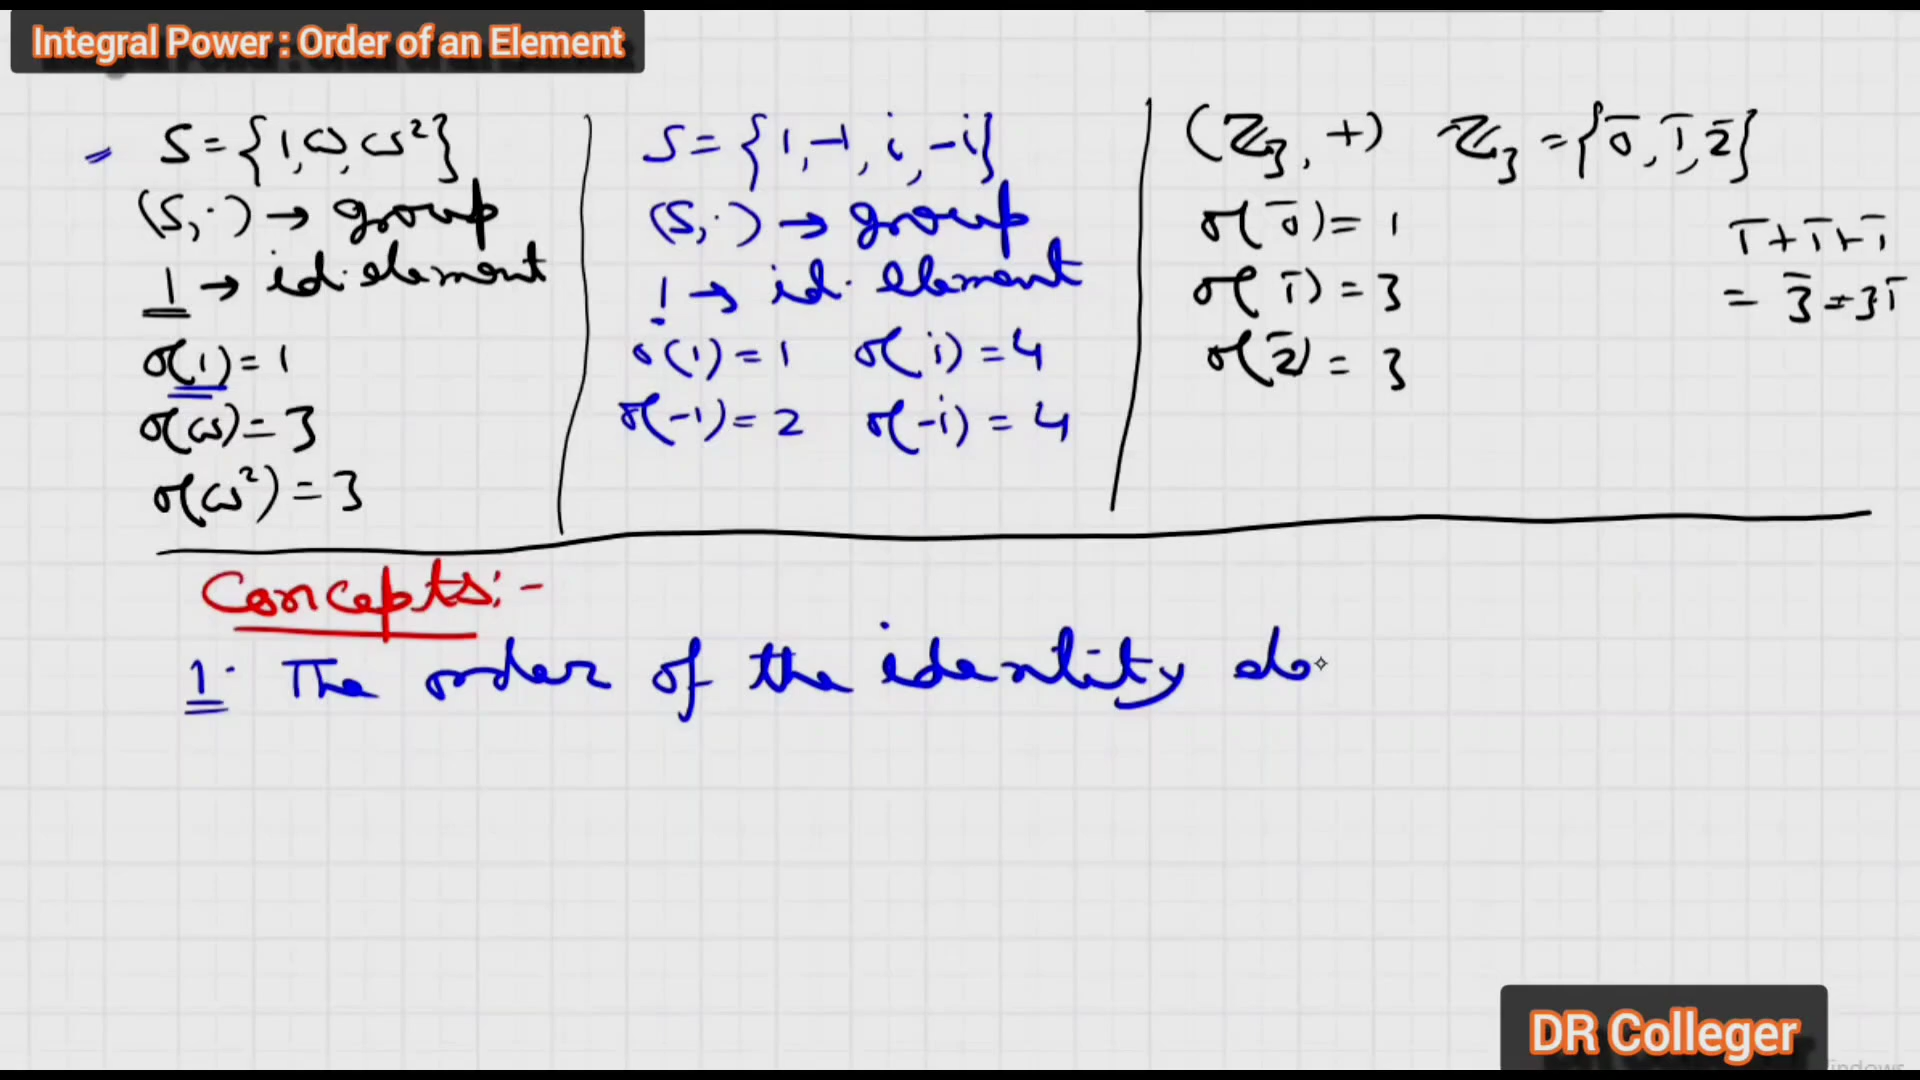 Integral Power : Order of an Element
S = {1, ω, ω²}
(S, ·) → group
1 → id. element
o(1) = 1
o(ω) = 3
o(ω²) = 3
S = {1, -1, i, -i}
(S, ·) → group
1 → id. element
o(1) = 1 o(i) = 4
o(-1) = 2 o(-i) = 4
(ℤ₃, +) ℤ₃ = {0̅, 1̅, 2̅}
o(0̅) = 1
o(1̅) = 3
o(2̅) = 3
1̅ + 1̅ + 1̅
= 3̅ = 3·1̅
Concepts:-
1. The order of the identity elo
DR Colleger